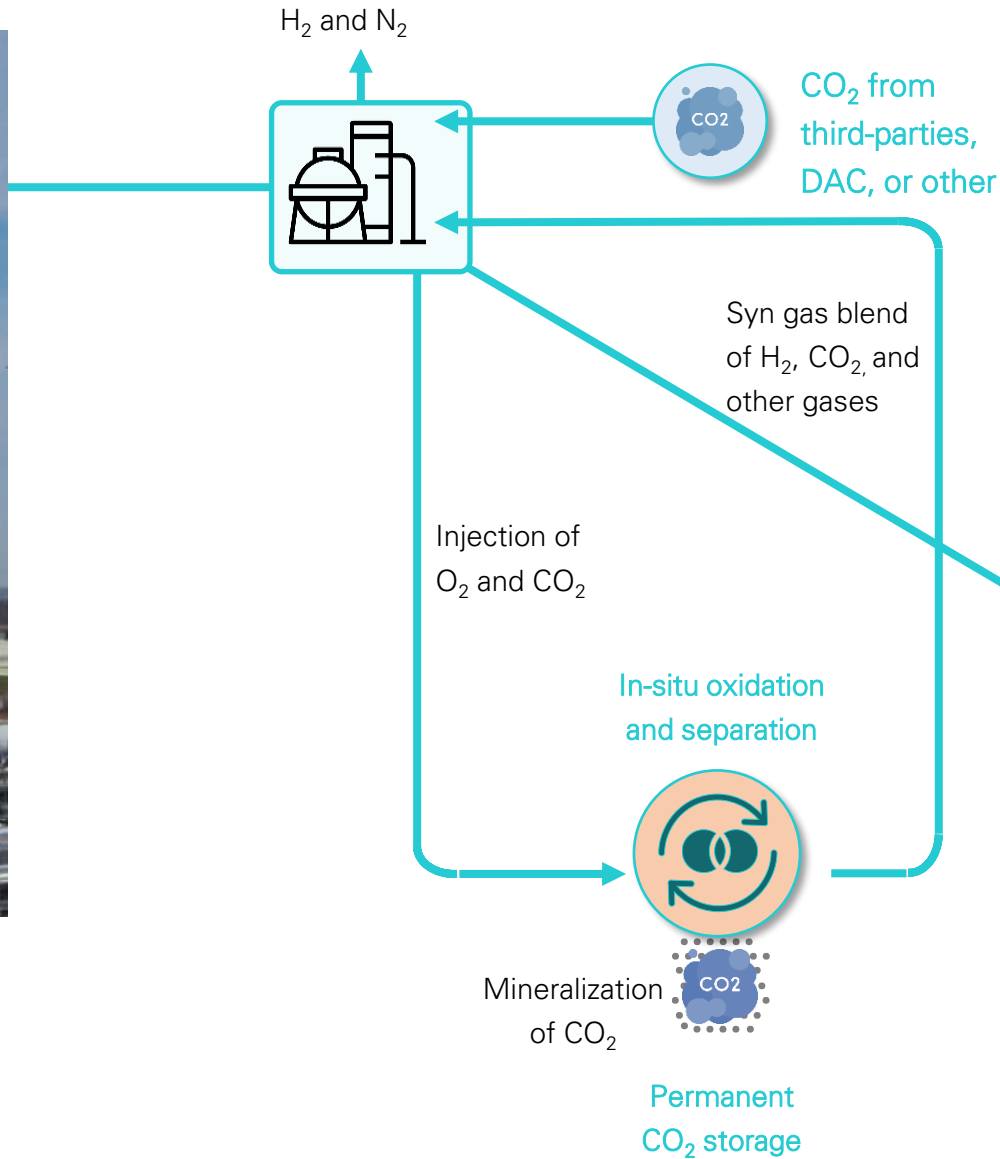 H₂ and N₂
CO2
CO₂ from
third-parties,
DAC, or other
Syn gas blend
of H₂, CO₂, and
other gases
Injection of
O₂ and CO₂
In-situ oxidation
and separation
Mineralization
of CO₂
CO2
Permanent
CO₂ storage